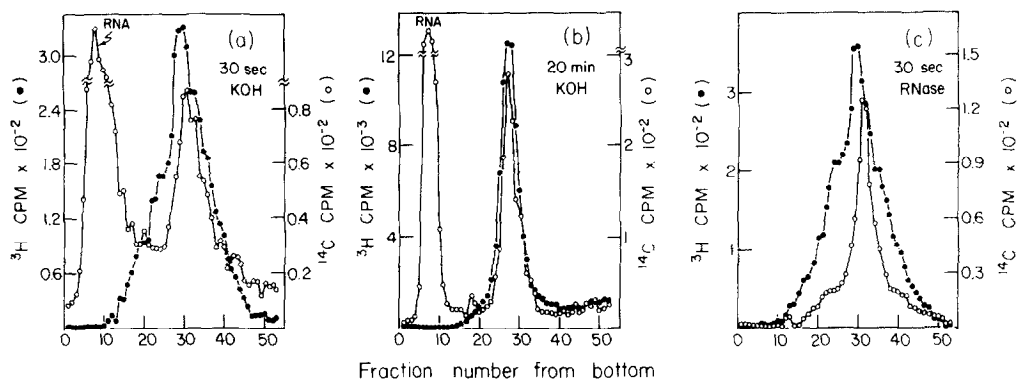 RNA
(a)
30 sec
KOH
3.0
2.4
1.8
1.2
0.6
³H CPM x 10⁻² (●)
0.8
0.6
0.4
0.2
¹⁴C CPM x 10⁻² (○)
0 10 20 30 40 50
RNA
(b)
20 min
KOH
12
8
4
³H CPM x 10⁻³ (●)
3
2
1
¹⁴C CPM x 10⁻² (○)
0 10 20 30 40 50
(c)
30 sec
RNase
3
2
1
³H CPM x 10⁻² (●)
1.5
1.2
0.9
0.6
0.3
¹⁴C CPM x 10⁻² (○)
0 10 20 30 40 50
Fraction number from bottom